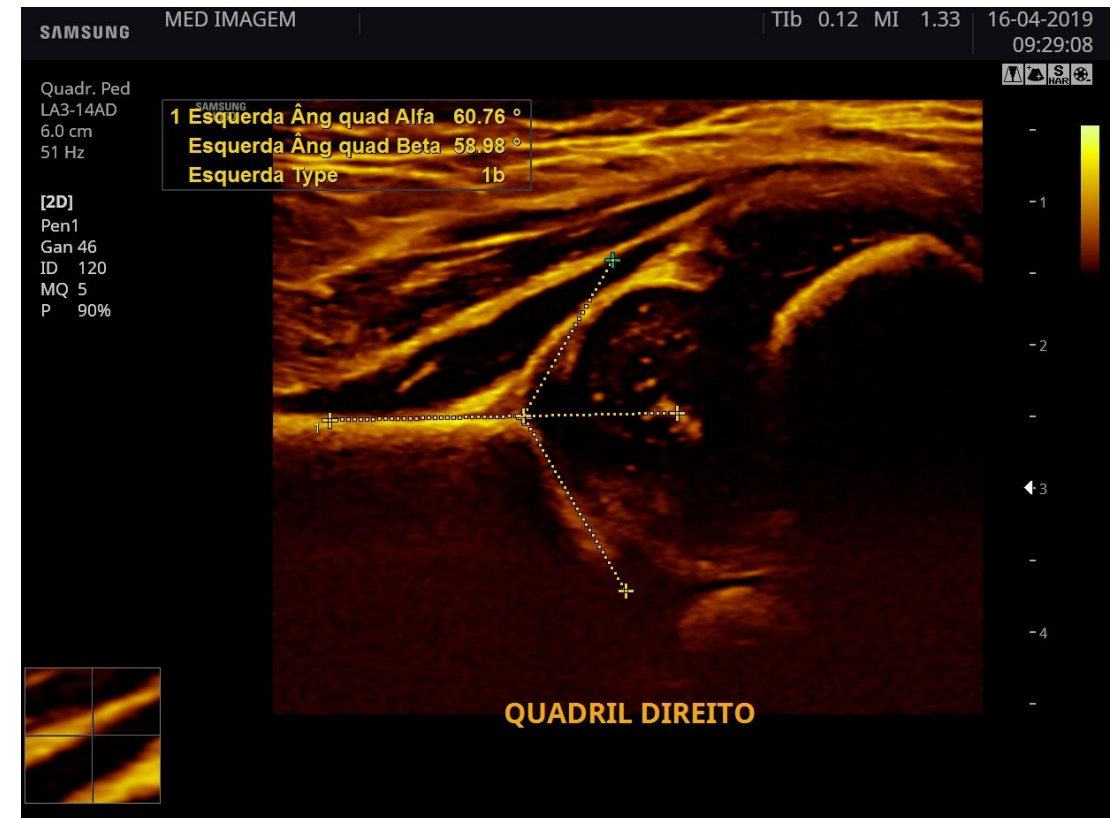 SAMSUNG
MED IMAGEM
TIb 0.12 MI 1.33
16-04-2019
09:29:08
S
HAR
Quadr. Ped
LA3-14AD
6.0 cm
51 Hz
[2D]
Pen1
Gan 46
ID 120
MQ 5
P 90%
SAMSUNG
1 Esquerda Âng quad Alfa 60.76 °
Esquerda Âng quad Beta 58.98 °
Esquerda Type 1b
1
1
2
3
4
QUADRIL DIREITO